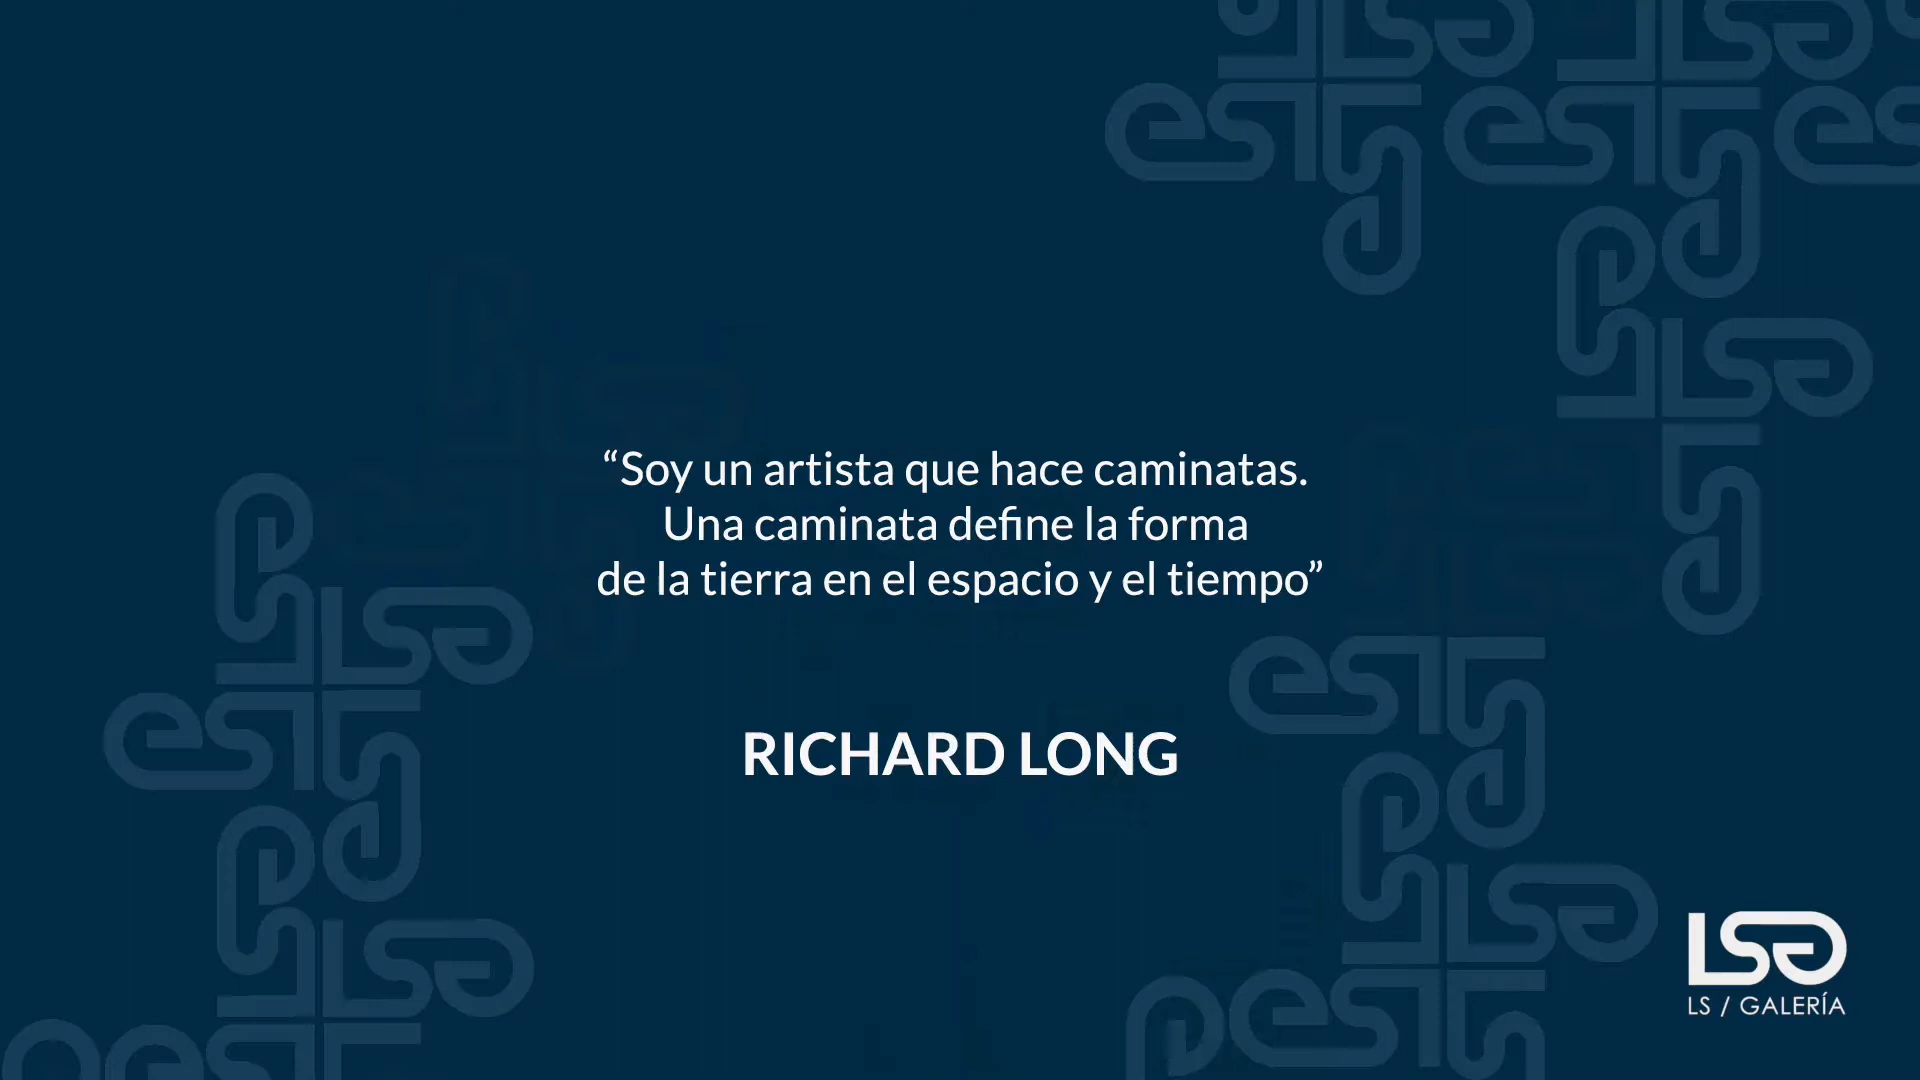 “Soy un artista que hace caminatas.
Una caminata define la forma
de la tierra en el espacio y el tiempo”
RICHARD LONG
LSG
LS / GALERÍA